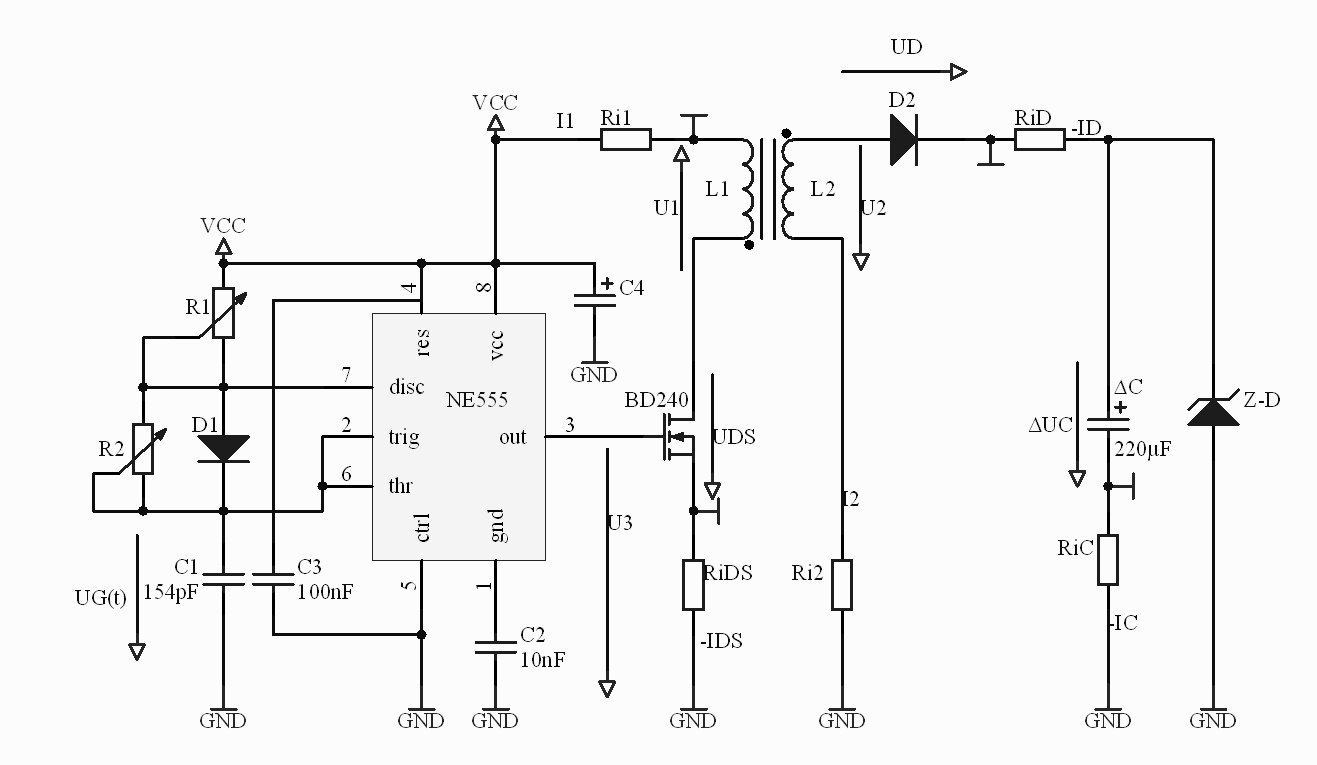 UD
VCC
I1
Ri1
D2
RiD
-ID
L1
L2
U1
U2
VCC
R1
4
8
C4
res
vcc
GND
7
disc
NE555
BD240
ΔC
Z-D
D1
2
trig
out
3
UDS
ΔUC
220µF
R2
6
thr
I2
ctrl
gnd
U3
RiC
C1
154pF
C3
100nF
5
1
RiDS
Ri2
UG(t)
C2
10nF
-IDS
-IC
GND
GND
GND
GND
GND
GND
GND